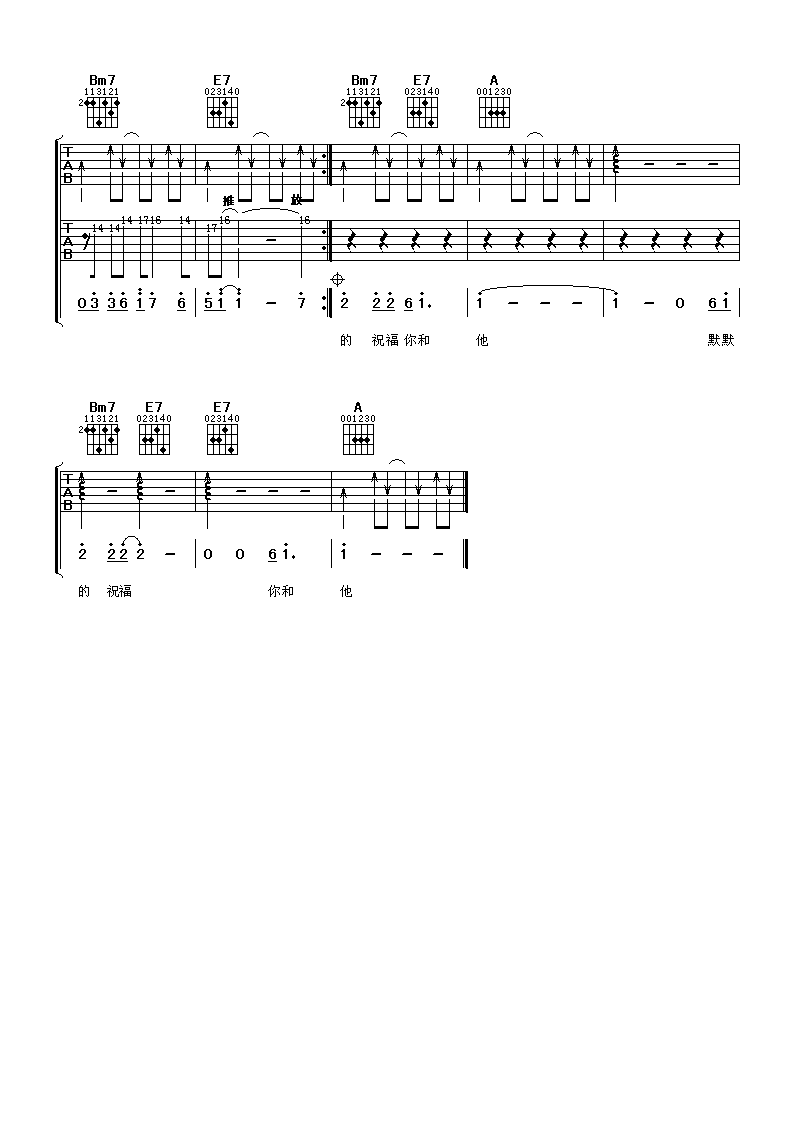 Bm7 E7 Bm7 E7 A
113121 023140 113121 023140 001230
2 2
T A B
推 放
14 14 14 17 16 14 17 16 16
T A B
0 3 3 6 1 7 6 5 1 1 - 7 2 2 2 6 1. 1 - - - 1 - 0 6 1
的 祝福 你和 他 默默
Bm7 E7 E7 A
113121 023140 023140 001230
2
T A B
2 2 2 2 - 0 0 6 1. 1 - - -
的 祝福 你和 他